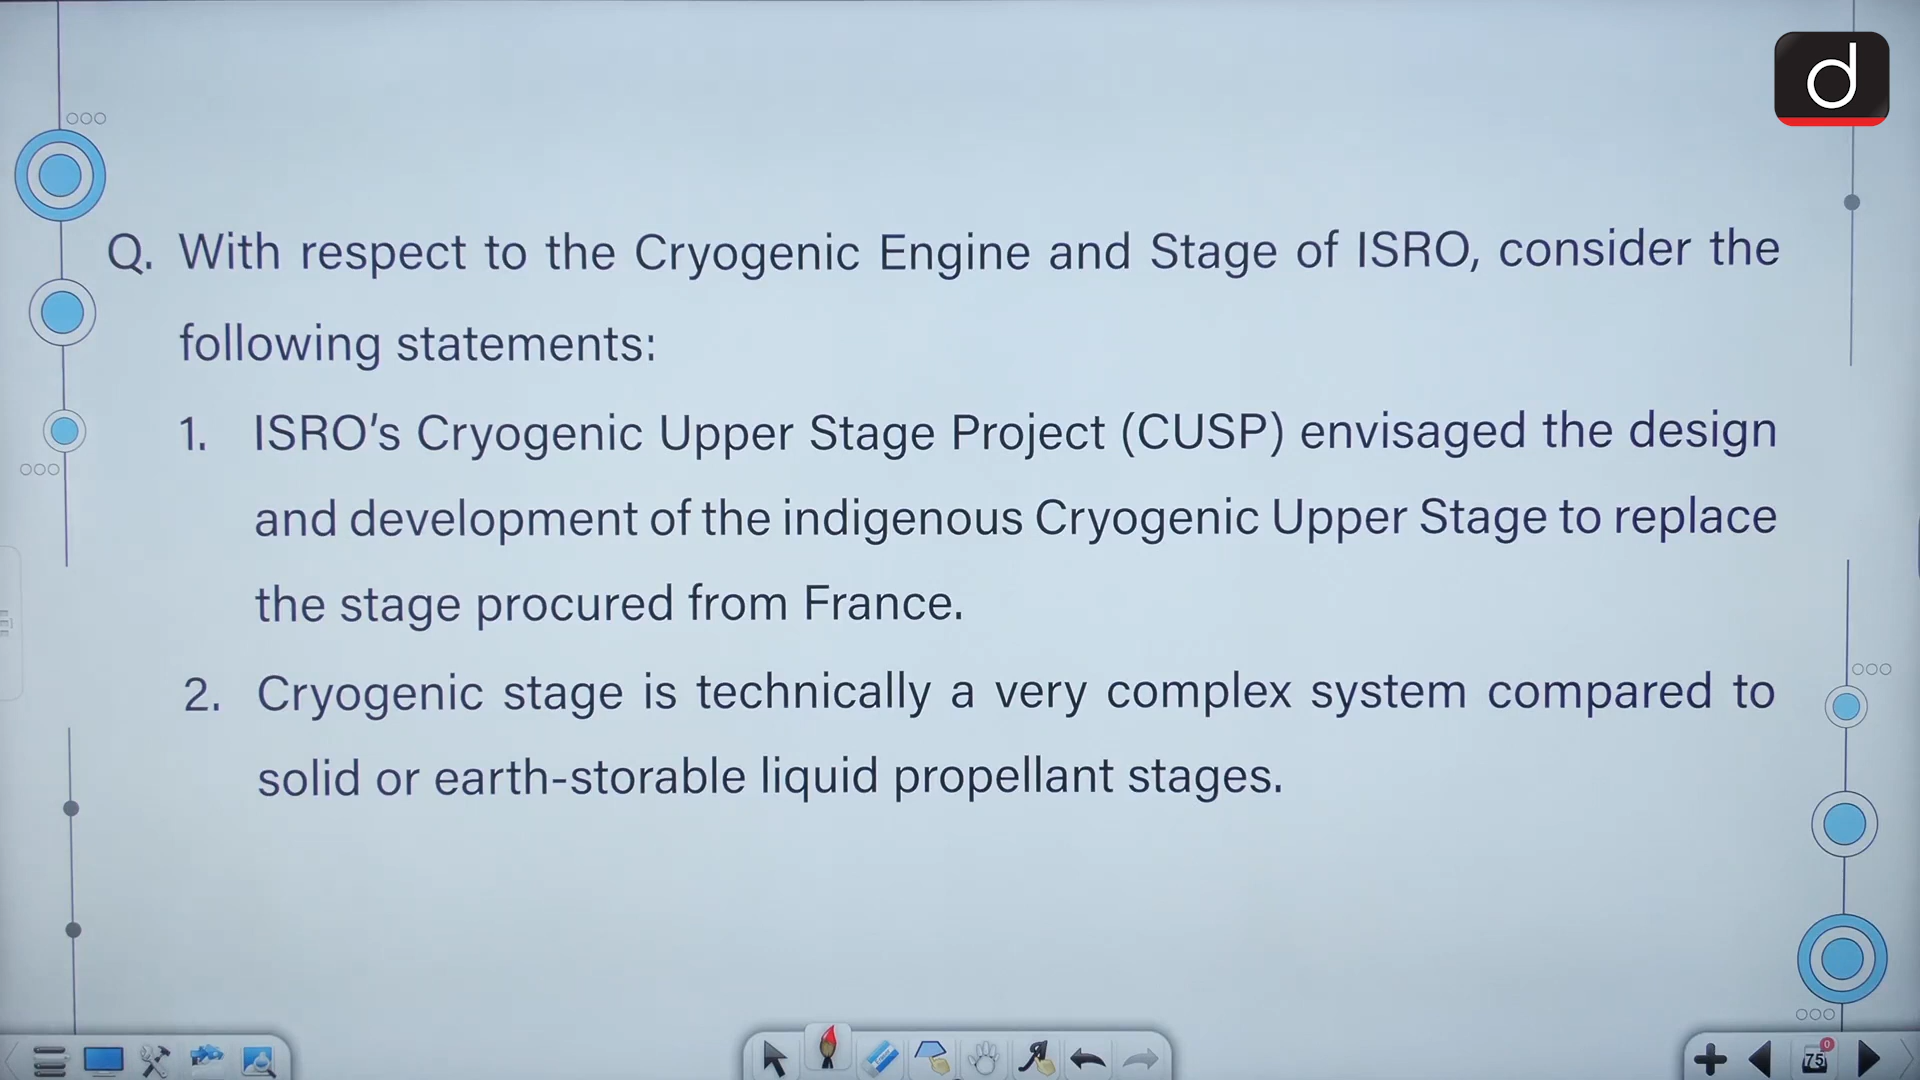 d
Q. With respect to the Cryogenic Engine and Stage of ISRO, consider the
following statements:
1. ISRO’s Cryogenic Upper Stage Project (CUSP) envisaged the design
and development of the indigenous Cryogenic Upper Stage to replace
the stage procured from France.
2. Cryogenic stage is technically a very complex system compared to
solid or earth-storable liquid propellant stages.
75
0